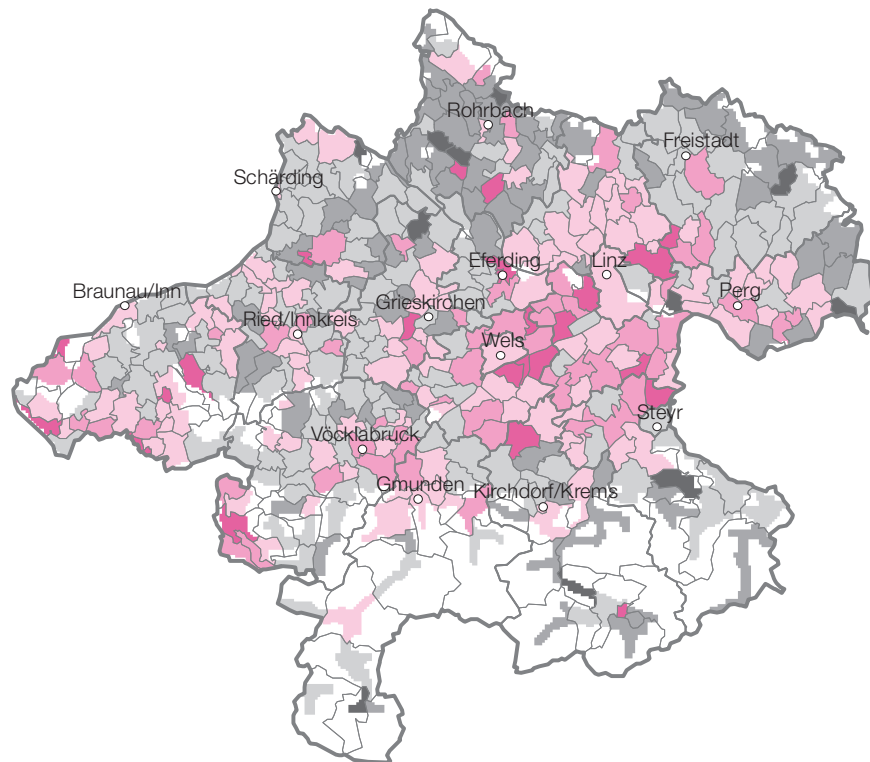 Rohrbach
Freistadt
Schärding
Eferding
Linz
Braunau/Inn
Grieskirchen
Perg
Ried/Innkreis
Wels
Steyr
Vöcklabruck
Gmunden
Kirchdorf/Krems